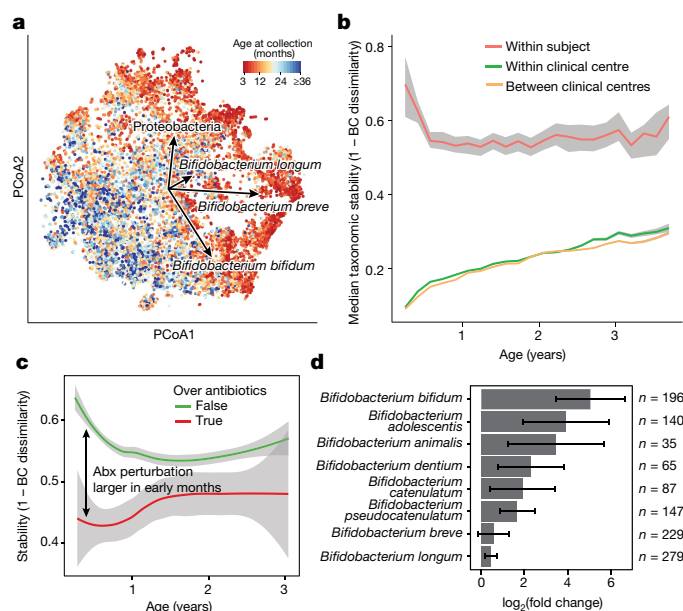 a
Age at collection
(months)
3 12 24 ≥36
Proteobacteria
Bifidobacterium longum
Bifidobacterium breve
Bifidobacterium bifidum
PCoA2
PCoA1
b
Median taxonomic stability (1 − BC dissimilarity)
0.8
0.6
0.4
0.2
Within subject
Within clinical centre
Between clinical centres
1 2 3
Age (years)
c
Stability (1 − BC dissimilarity)
0.6
0.5
0.4
Over antibiotics
False
True
Abx perturbation
larger in early months
1 2 3
Age (years)
d
Bifidobacterium bifidum
Bifidobacterium
adolescentis
Bifidobacterium animalis
Bifidobacterium dentium
Bifidobacterium
catenulatum
Bifidobacterium
pseudocatenulatum
Bifidobacterium breve
Bifidobacterium longum
n = 196
n = 140
n = 35
n = 65
n = 87
n = 147
n = 229
n = 279
0 2 4 6
log2(fold change)